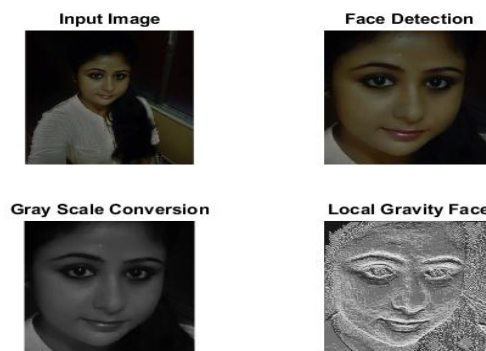 Input Image
Face Detection
Gray Scale Conversion
Local Gravity Face